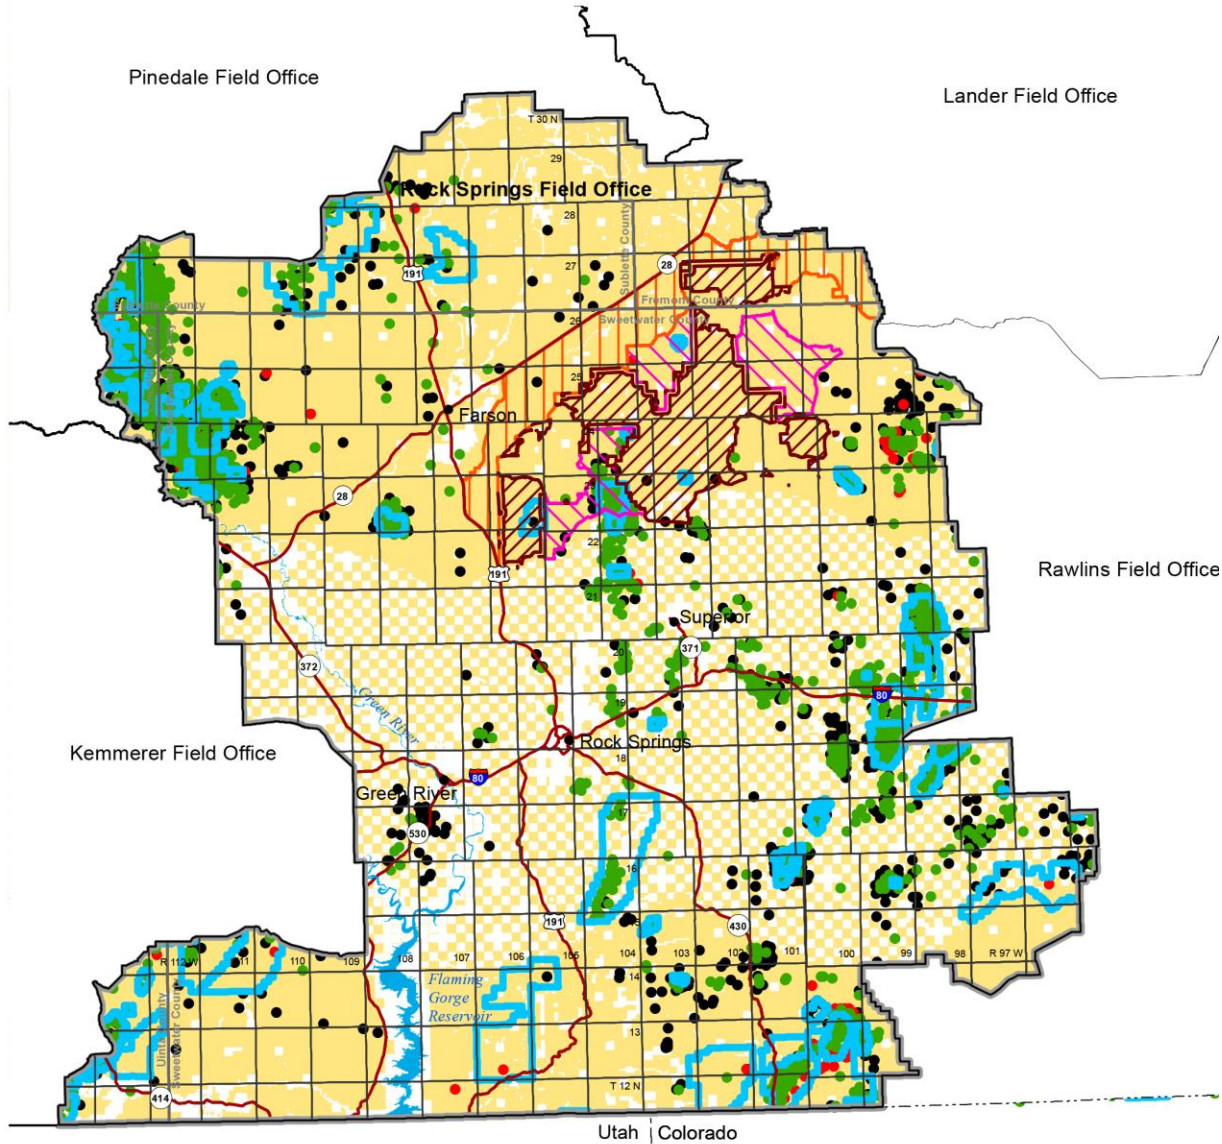 Pinedale Field Office
Lander Field Office
T 30 N
29
Rock Springs Field Office
28
Sublette County
27
28
191
Fremont County
Sweetwater County
26
25
Farson
28
22
191
21
Rawlins Field Office
Superior
371
20
372
Green River
19
80
Rock Springs
18
Kemmerer Field Office
80
Green River
17
530
16
15
191
430
R 112 W
111
110
109
108
107
106
105
104
103
102
101
100
99
98
R 97 W
14
Flaming
Gorge
Reservoir
13
Uinta County
Sweetwater County
T 12 N
414
Utah
Colorado